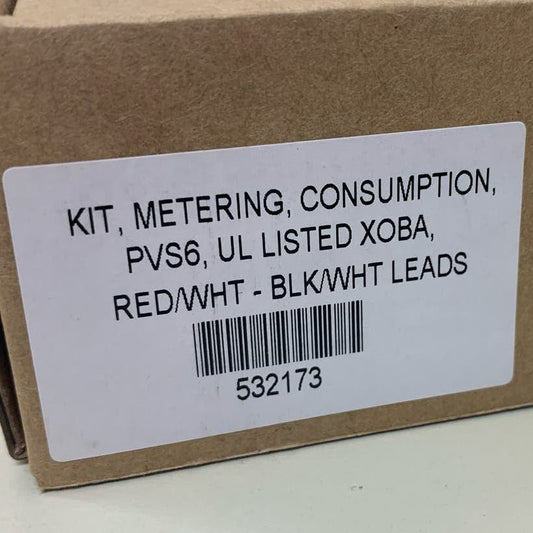 KIT, METERING, CONSUMPTION,
PVS6, UL LISTED XOBA,
RED/WHT - BLK/WHT LEADS
532173